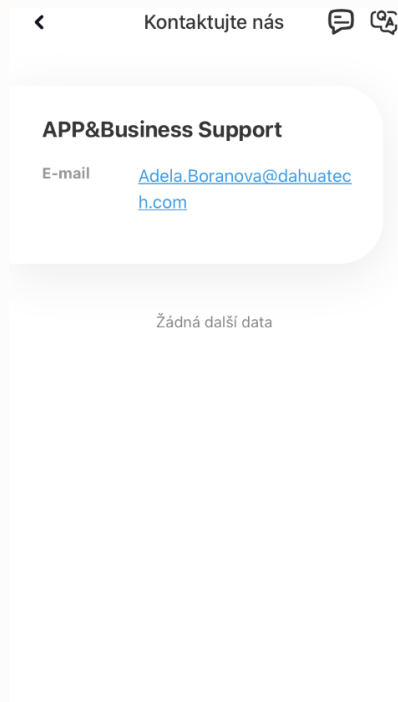 Kontaktujte nás
APP&Business Support
E-mail
Adela.Boranova@dahuatec
h.com
Žádná další data